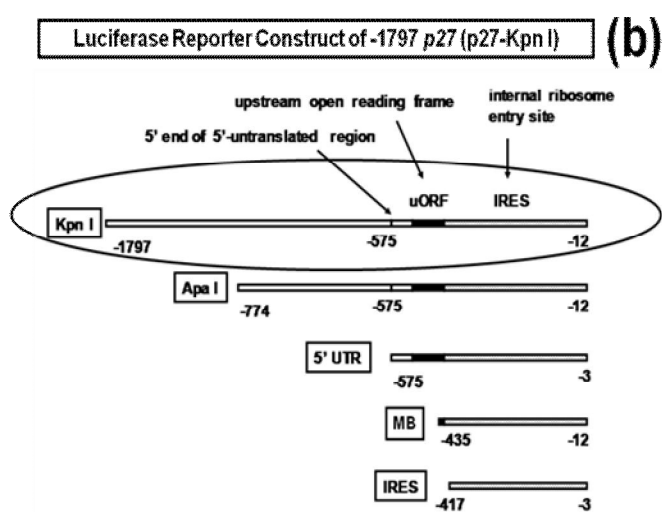 Luciferase Reporter Construct of -1797 p27 (p27-Kpn I)
(b)
internal ribosome
entry site
upstream open reading frame
5' end of 5'-untranslated region
uORF IRES
Kpn I
-1797 -575 -12
Apa I
-774 -575 -12
5' UTR
-575 -3
MB
-435 -12
IRES
-417 -3